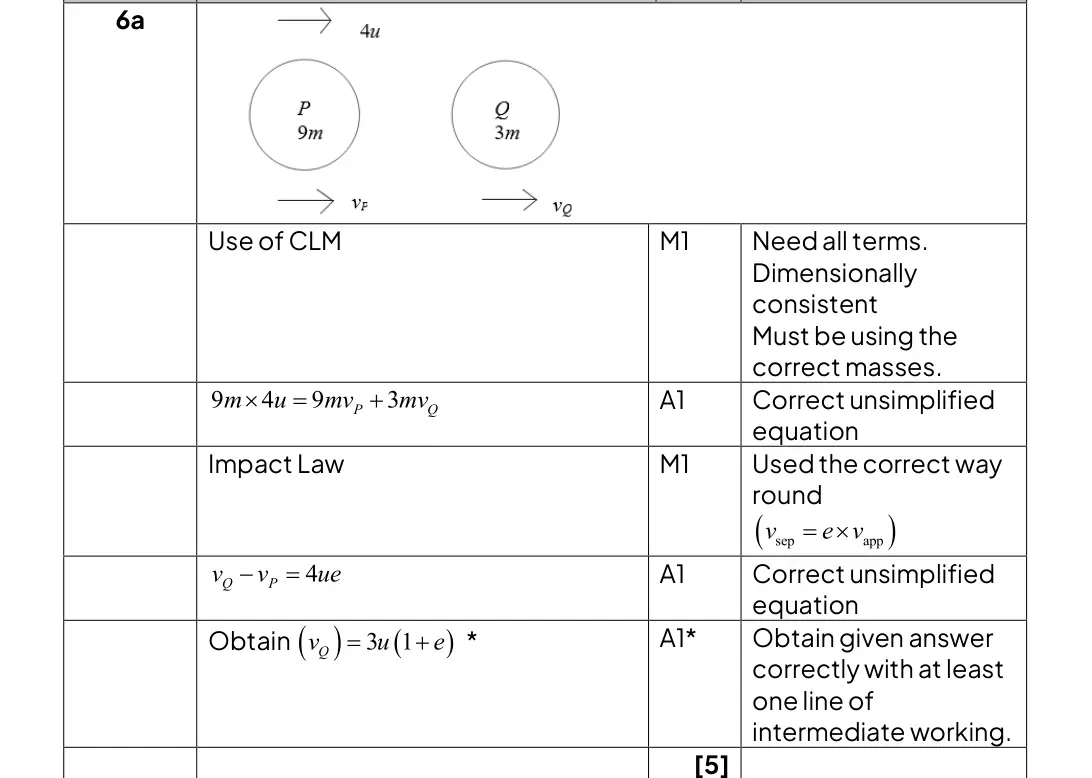 6a
4u
P
Q
9m
3m
v_P
v_Q
Use of CLM
M1
Need all terms.
Dimensionally
consistent
Must be using the
correct masses.
9m × 4u = 9mv_P + 3mv_Q
A1
Correct unsimplified
equation
Impact Law
M1
Used the correct way
round
(v_sep = e × v_app)
v_Q − v_P = 4ue
A1
Correct unsimplified
equation
Obtain (v_Q) = 3u(1 + e) *
A1*
Obtain given answer
correctly with at least
one line of
intermediate working.
[5]